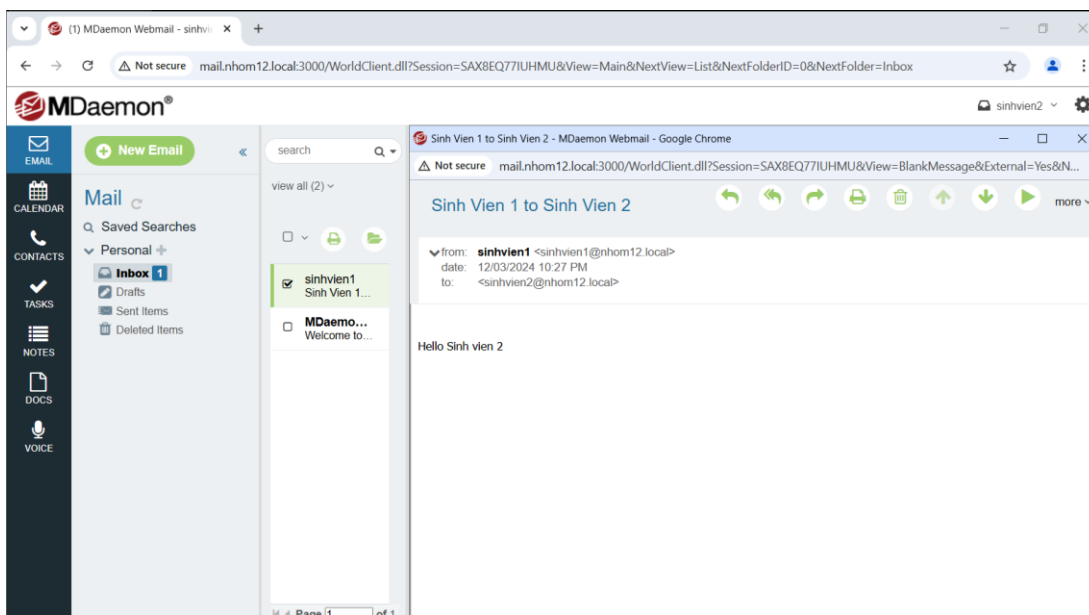 (1) MDaemon Webmail - sinhvi
Not secure mail.nhom12.local:3000/WorldClient.dll?Session=SAX8EQ77IUHMU&View=Main&NextView=List&NextFolderID=0&NextFolder=Inbox
MDaemon®
sinhvien2
EMAIL
CALENDAR
CONTACTS
TASKS
NOTES
DOCS
VOICE
New Email
Mail
Saved Searches
Personal
Inbox 1
Drafts
Sent Items
Deleted Items
search
view all (2)
sinhvien1
Sinh Vien 1...
MDaemo...
Welcome to...
Page 1 of 1
Sinh Vien 1 to Sinh Vien 2 - MDaemon Webmail - Google Chrome
Not secure mail.nhom12.local:3000/WorldClient.dll?Session=SAX8EQ77IUHMU&View=BlankMessage&External=Yes&N...
Sinh Vien 1 to Sinh Vien 2
more
from: sinhvien1 <sinhvien1@nhom12.local>
date: 12/03/2024 10:27 PM
to: <sinhvien2@nhom12.local>
Hello Sinh vien 2